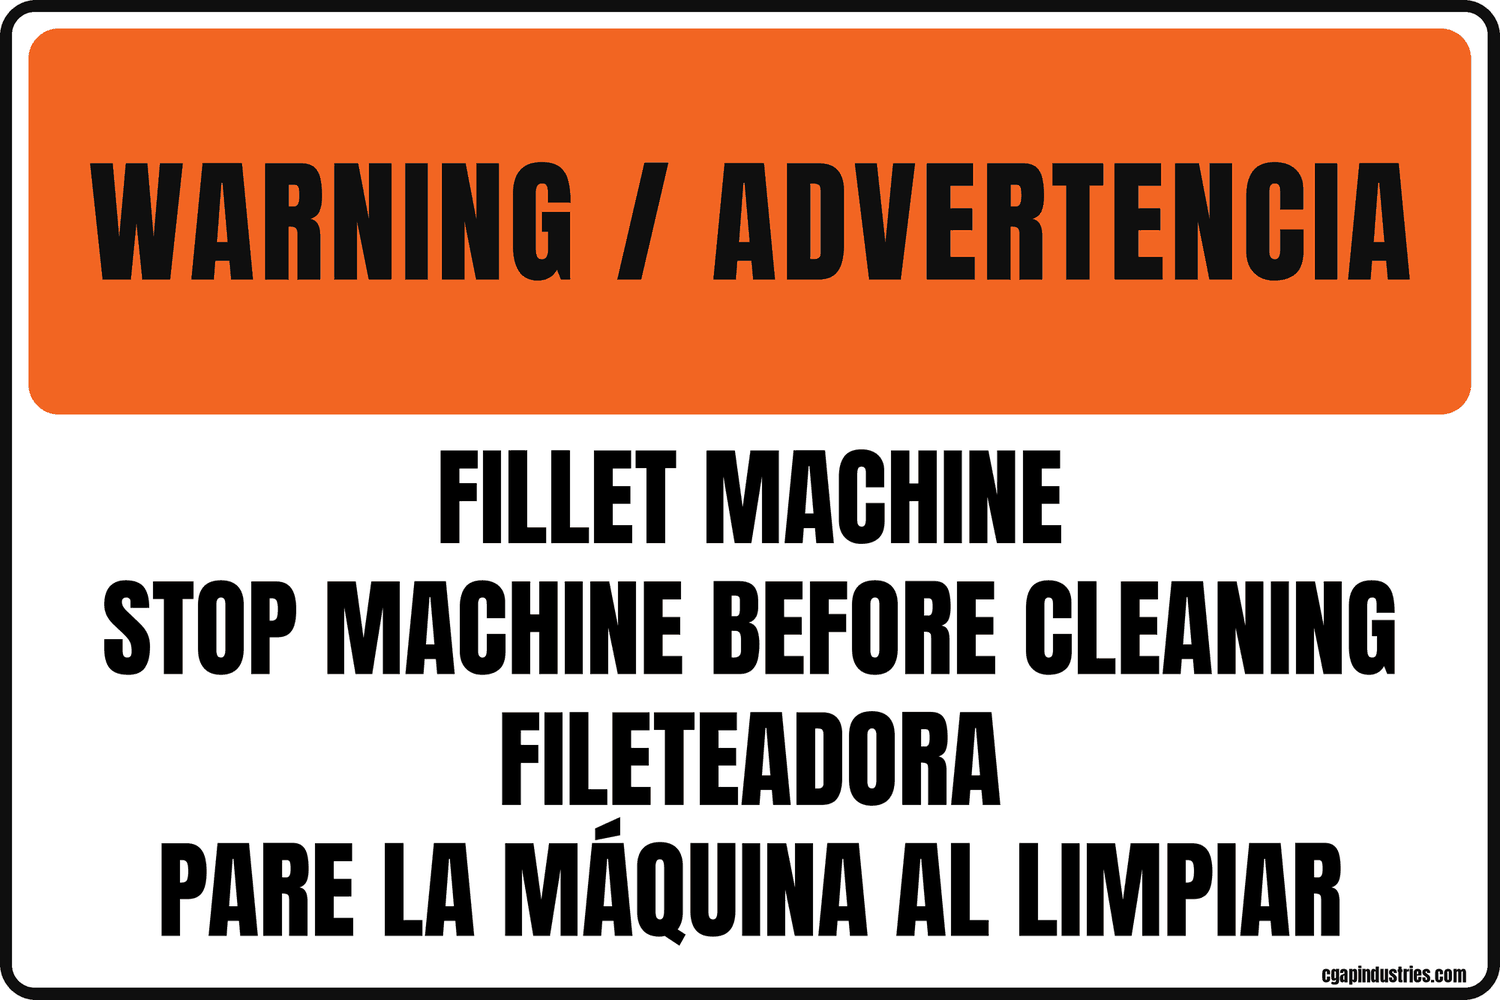 WARNING / ADVERTENCIA
FILLET MACHINE
STOP MACHINE BEFORE CLEANING
FILETEADORA
PARE LA MÁQUINA AL LIMPIAR
cgapindustries.com